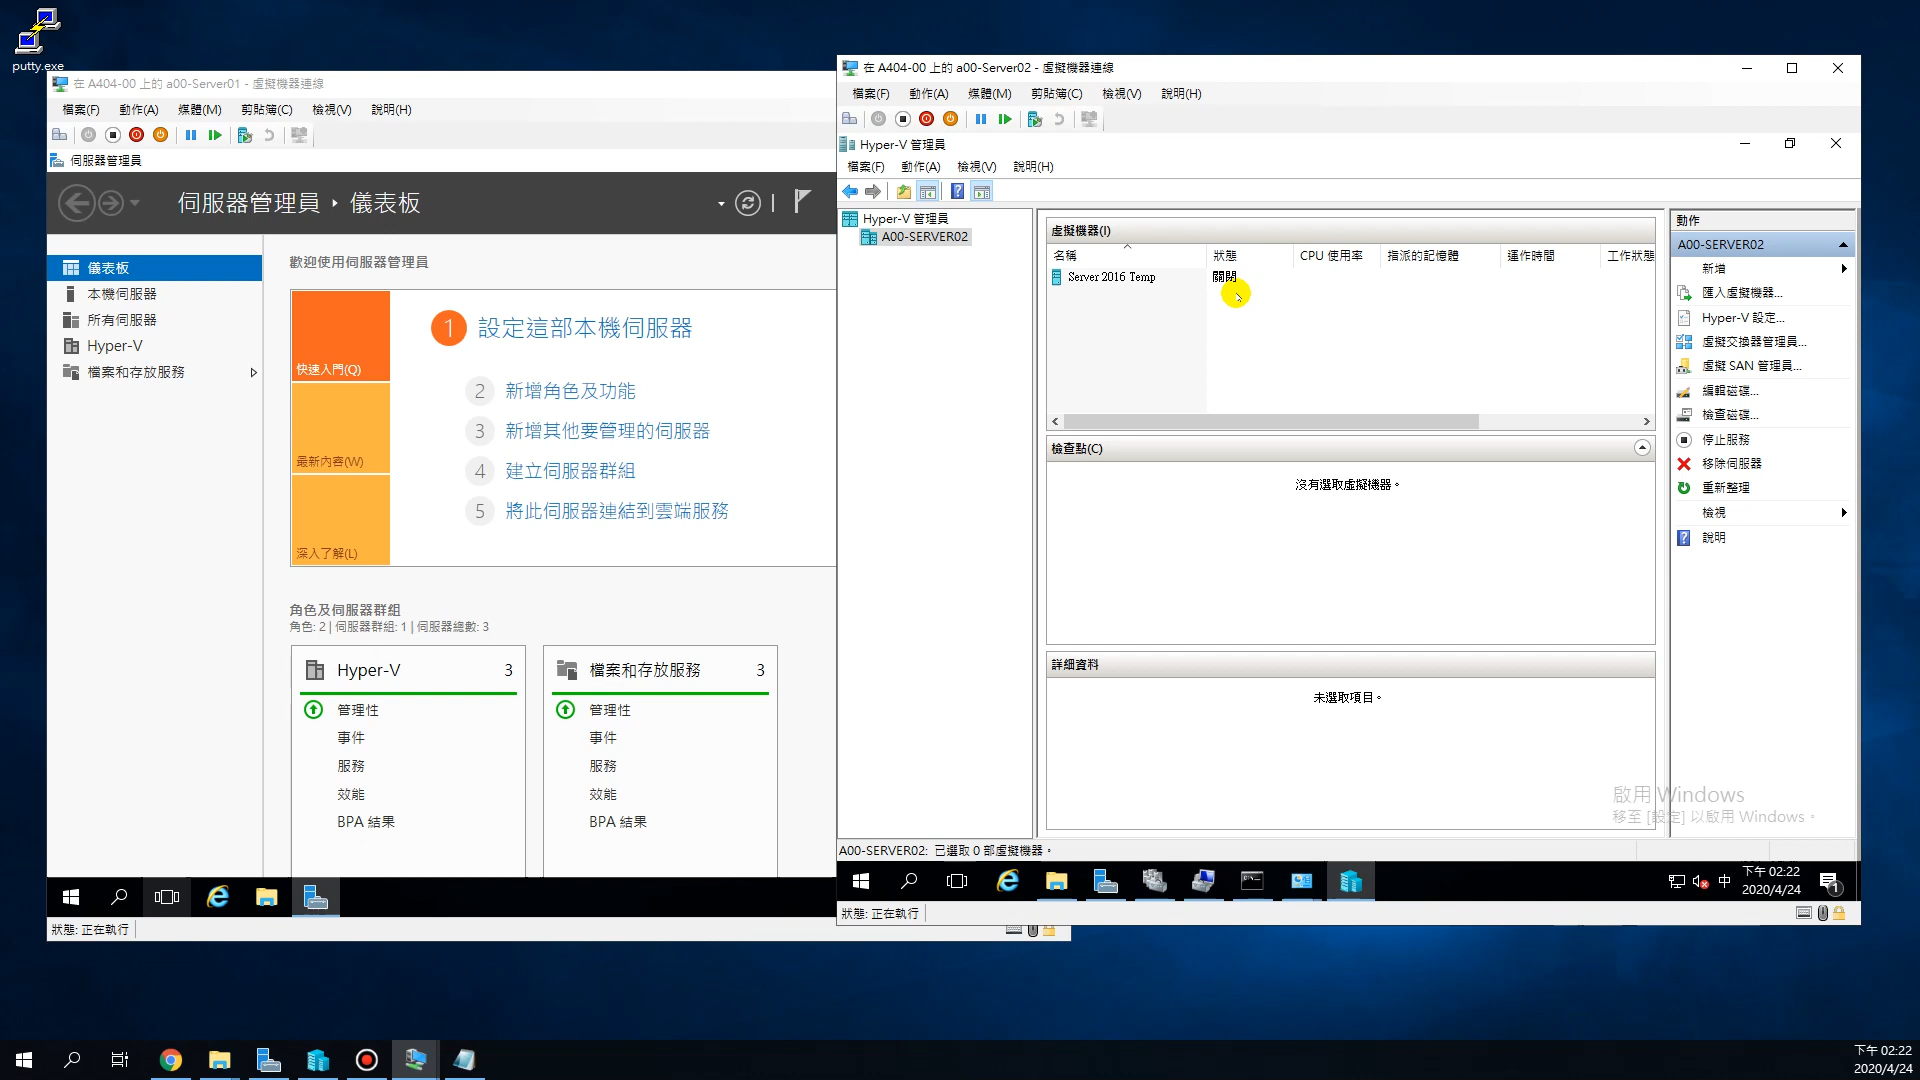 putty.exe
在 A404-00 上的 a00-Server01 - 虛擬機器連線
檔案(F) 動作(A) 媒體(M) 剪貼簿(C) 檢視(V) 說明(H)
伺服器管理員
伺服器管理員 儀表板
儀表板
本機伺服器
所有伺服器
Hyper-V
檔案和存放服務
歡迎使用伺服器管理員
快速入門(Q)
最新內容(W)
深入了解(L)
1 設定這部本機伺服器
2 新增角色及功能
3 新增其他要管理的伺服器
4 建立伺服器群組
5 將此伺服器連結到雲端服務
角色及伺服器群組
角色: 2 | 伺服器群組: 1 | 伺服器總數: 3
Hyper-V 3
管理性
事件
服務
效能
BPA 結果
檔案和存放服務 3
管理性
事件
服務
效能
BPA 結果
狀態: 正在執行
在 A404-00 上的 a00-Server02 - 虛擬機器連線
檔案(F) 動作(A) 媒體(M) 剪貼簿(C) 檢視(V) 說明(H)
Hyper-V 管理員
檔案(F) 動作(A) 檢視(V) 說明(H)
Hyper-V 管理員
A00-SERVER02
虛擬機器(I)
名稱 狀態 CPU 使用率 指派的記憶體 運作時間 工作狀態
Server 2016 Temp 關閉
檢查點(C)
沒有選取虛擬機器。
詳細資料
未選取項目。
動作
A00-SERVER02
新增
匯入虛擬機器...
Hyper-V 設定...
虛擬交換器管理員...
虛擬 SAN 管理員...
編輯磁碟...
檢查磁碟...
停止服務
移除伺服器
重新整理
檢視
說明
啟用 Windows
移至 [設定] 以啟用 Windows。
A00-SERVER02: 已選取 0 部虛擬機器。
中
下午 02:22
2020/4/24
1
狀態: 正在執行
下午 02:22
2020/4/24